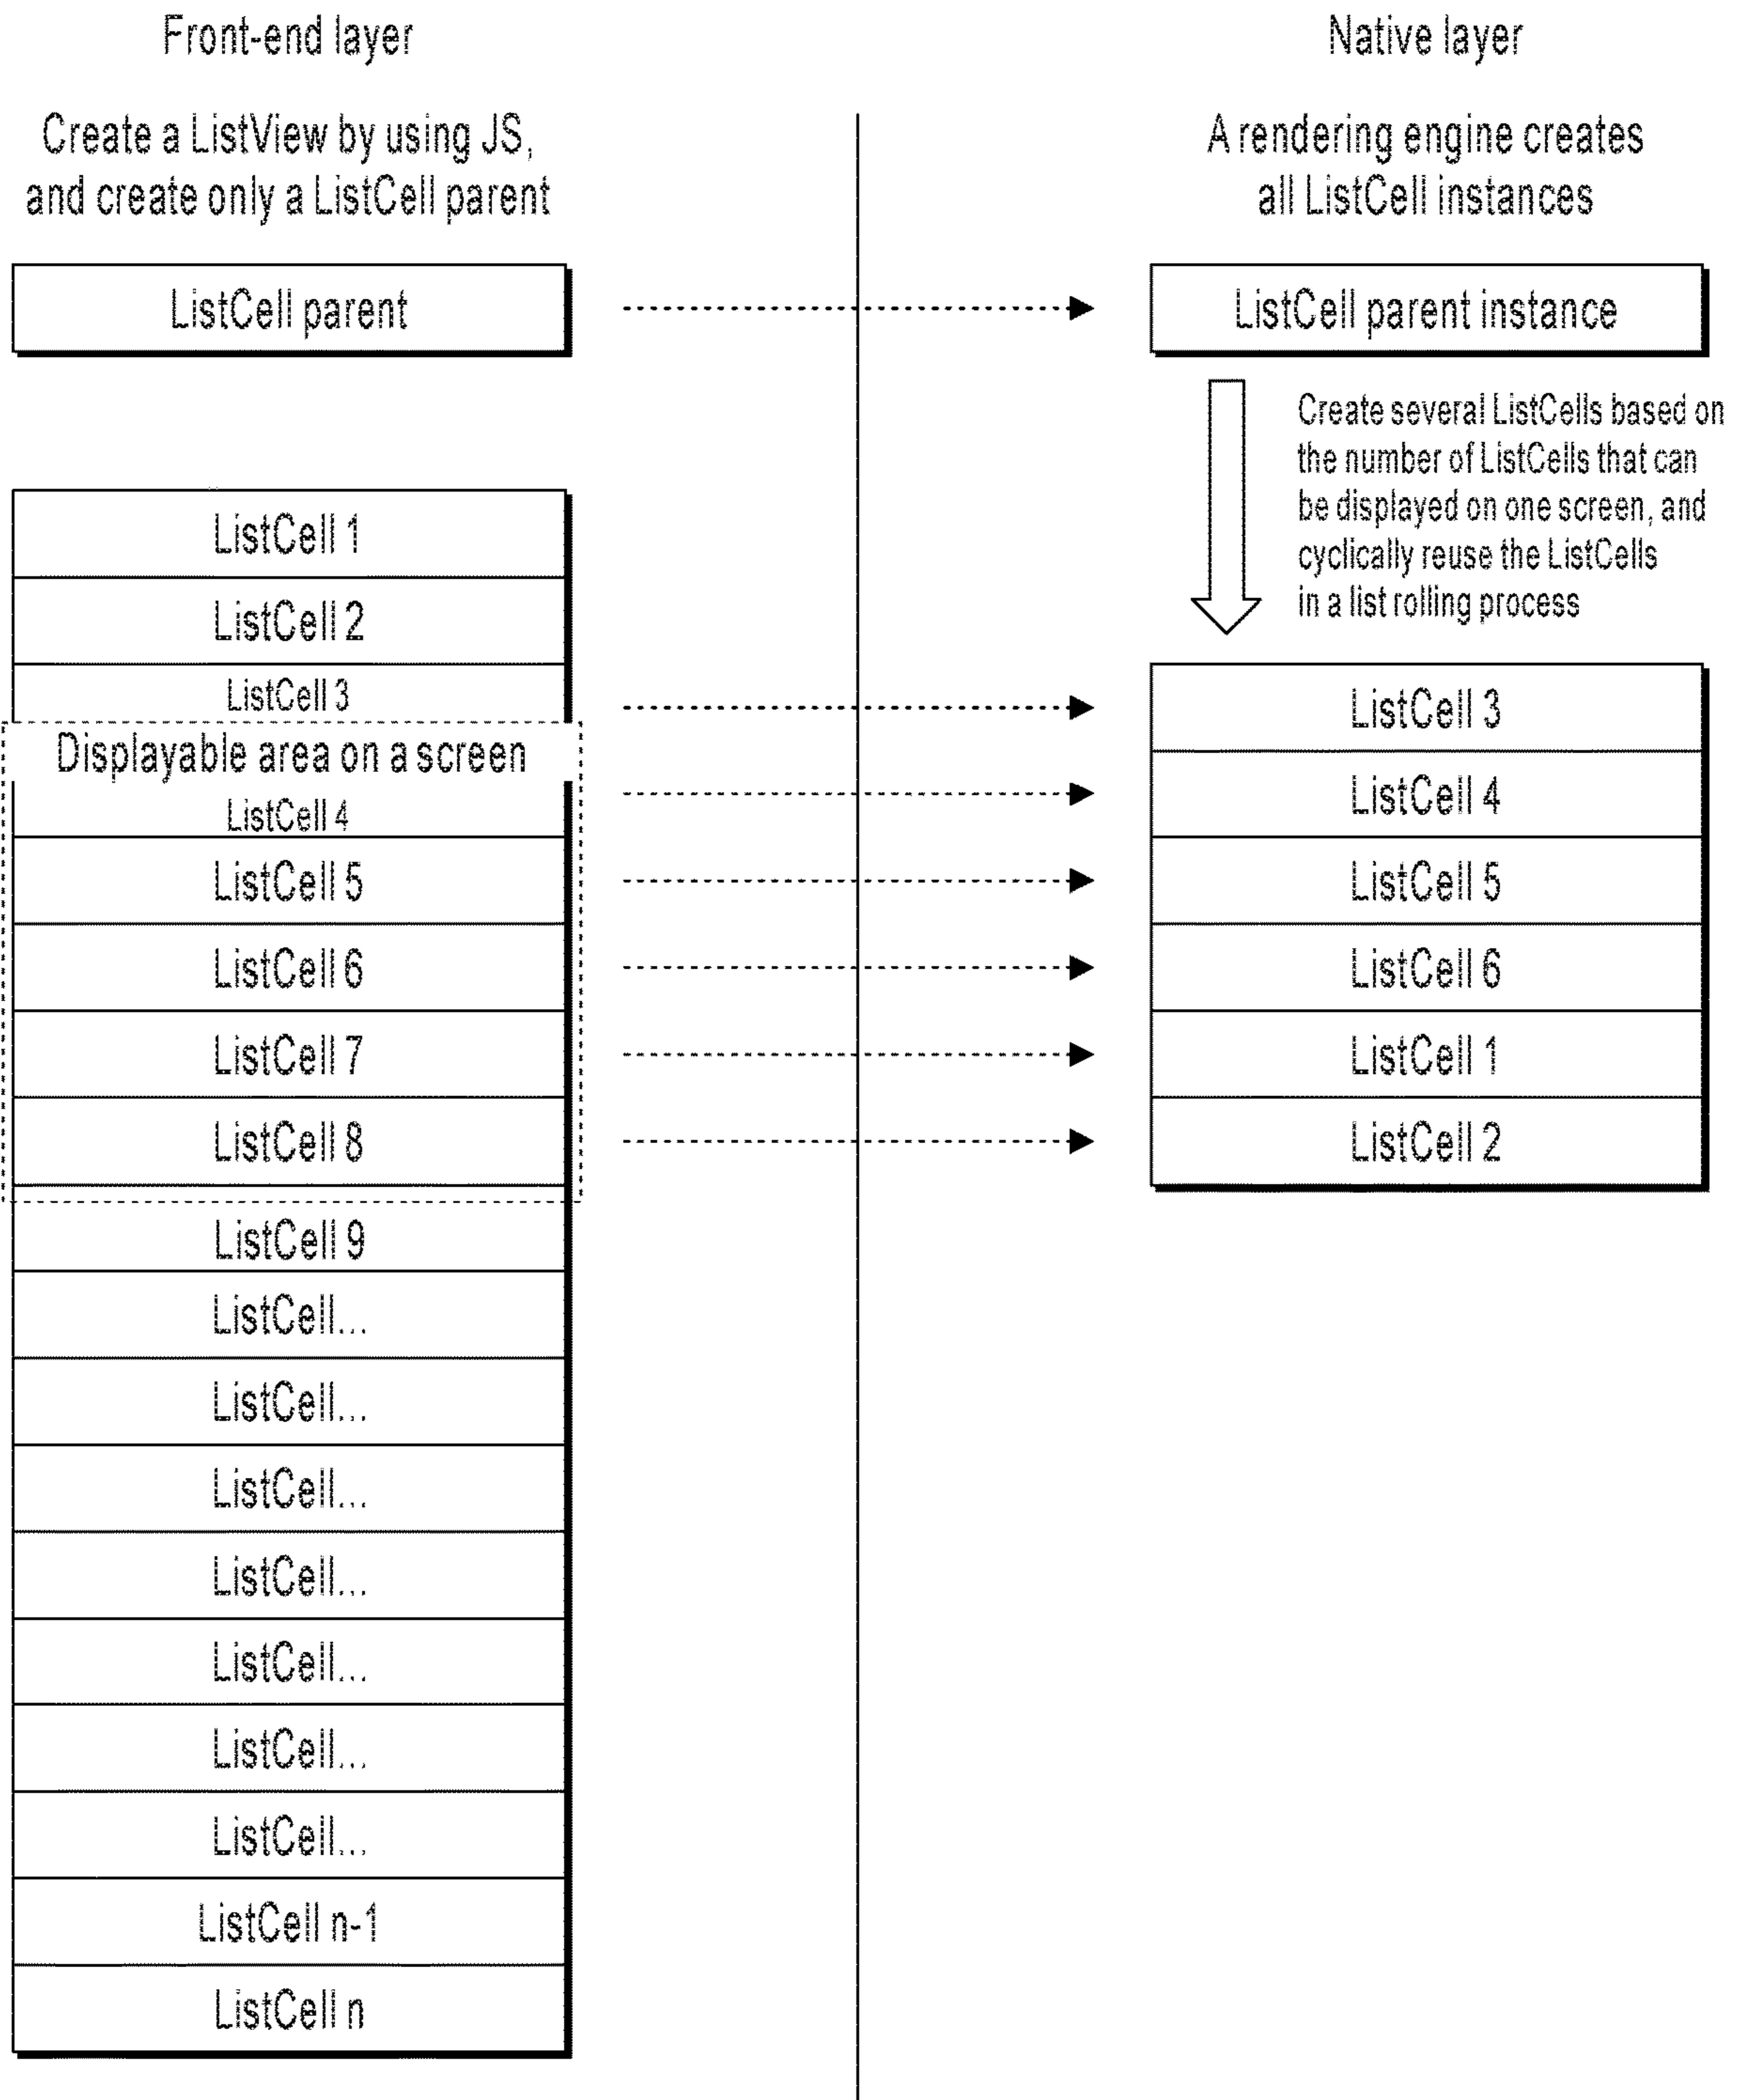 Front-end layer
Create a ListView by using JS,
and create only a ListCell parent
ListCell parent
ListCell 1
ListCell 2
ListCell 3
Displayable area on a screen
ListCell 4
ListCell 5
ListCell 6
ListCell 7
ListCell 8
ListCell 9
ListCell...
ListCell...
ListCell...
ListCell...
ListCell...
ListCell...
ListCell...
ListCell n-1
ListCell n
Native layer
A rendering engine creates
all ListCell instances
ListCell parent instance
Create several ListCells based on
the number of ListCells that can
be displayed on one screen, and
cyclically reuse the ListCells
in a list rolling process
ListCell 3
ListCell 4
ListCell 5
ListCell 6
ListCell 1
ListCell 2